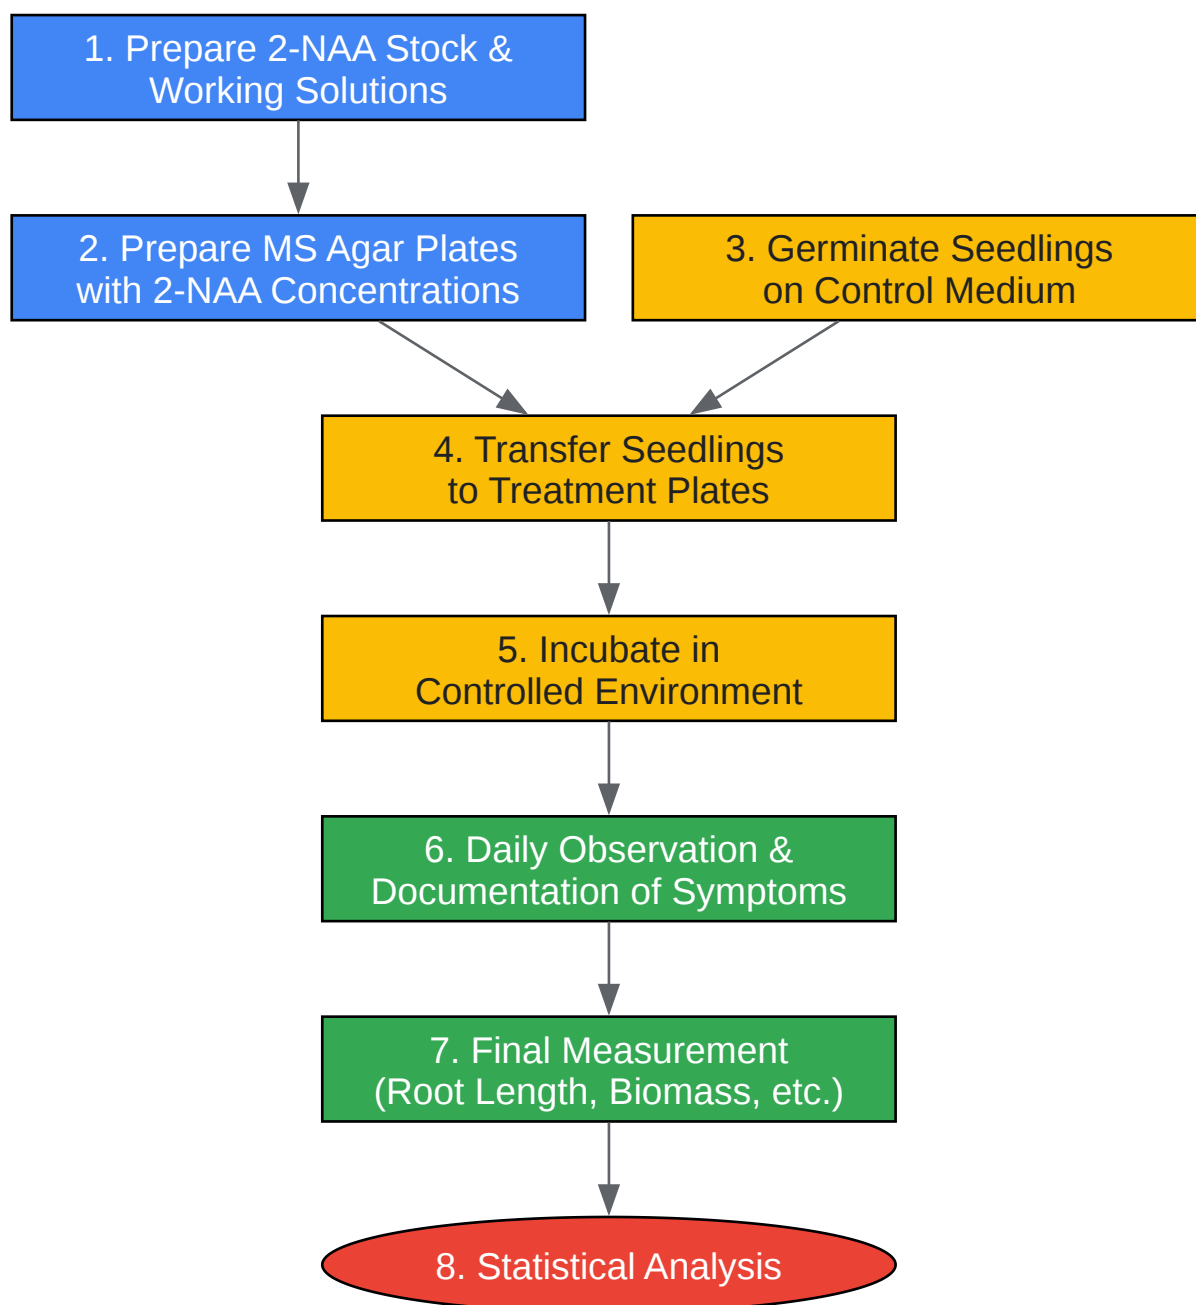 1. Prepare 2-NAA Stock &
Working Solutions
2. Prepare MS Agar Plates
with 2-NAA Concentrations
3. Germinate Seedlings
on Control Medium
4. Transfer Seedlings
to Treatment Plates
5. Incubate in
Controlled Environment
6. Daily Observation &
Documentation of Symptoms
7. Final Measurement
(Root Length, Biomass, etc.)
8. Statistical Analysis